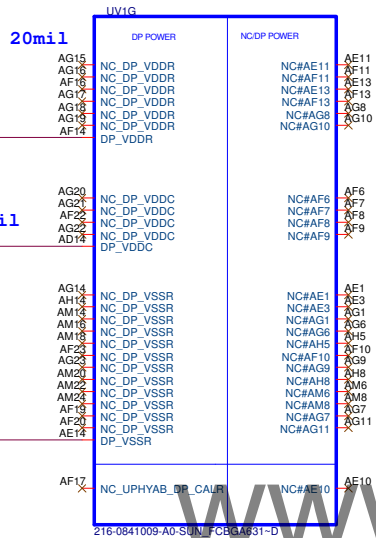 UV1G
20mil
DP POWER
NC/DP POWER
AG15 NC_DP_VDDR NC#AE11 AE11
AG16 NC_DP_VDDR NC#AF11 AF11
AF16 NC_DP_VDDR NC#AE13 AE13
AG17 NC_DP_VDDR NC#AF13 AF13
AG18 NC_DP_VDDR NC#AG8 AG8
AG19 NC_DP_VDDR NC#AG10 AG10
AF14 DP_VDDR
AG20 NC_DP_VDDC NC#AF6 AF6
AG21 NC_DP_VDDC NC#AF7 AF7
AF22 NC_DP_VDDC NC#AF8 AF8
AG22 NC_DP_VDDC NC#AF9 AF9
il
AD14 DP_VDDC
AG14 NC_DP_VSSR NC#AE1 AE1
AH14 NC_DP_VSSR NC#AE3 AE3
AM14 NC_DP_VSSR NC#AG1 AG1
AM16 NC_DP_VSSR NC#AG6 AG6
AM18 NC_DP_VSSR NC#AH5 AH5
AF23 NC_DP_VSSR NC#AF10 AF10
AG23 NC_DP_VSSR NC#AG9 AG9
AM20 NC_DP_VSSR NC#AH8 AH8
AM22 NC_DP_VSSR NC#AM6 AM6
AM24 NC_DP_VSSR NC#AM8 AM8
AF19 NC_DP_VSSR NC#AG7 AG7
AF20 NC_DP_VSSR NC#AG11 AG11
AE14 DP_VSSR
AF17 NC_UPHYAB_DP_CALR NC#AE10 AE10
216-0841009-A0-SUN_FCBGA631~D
www